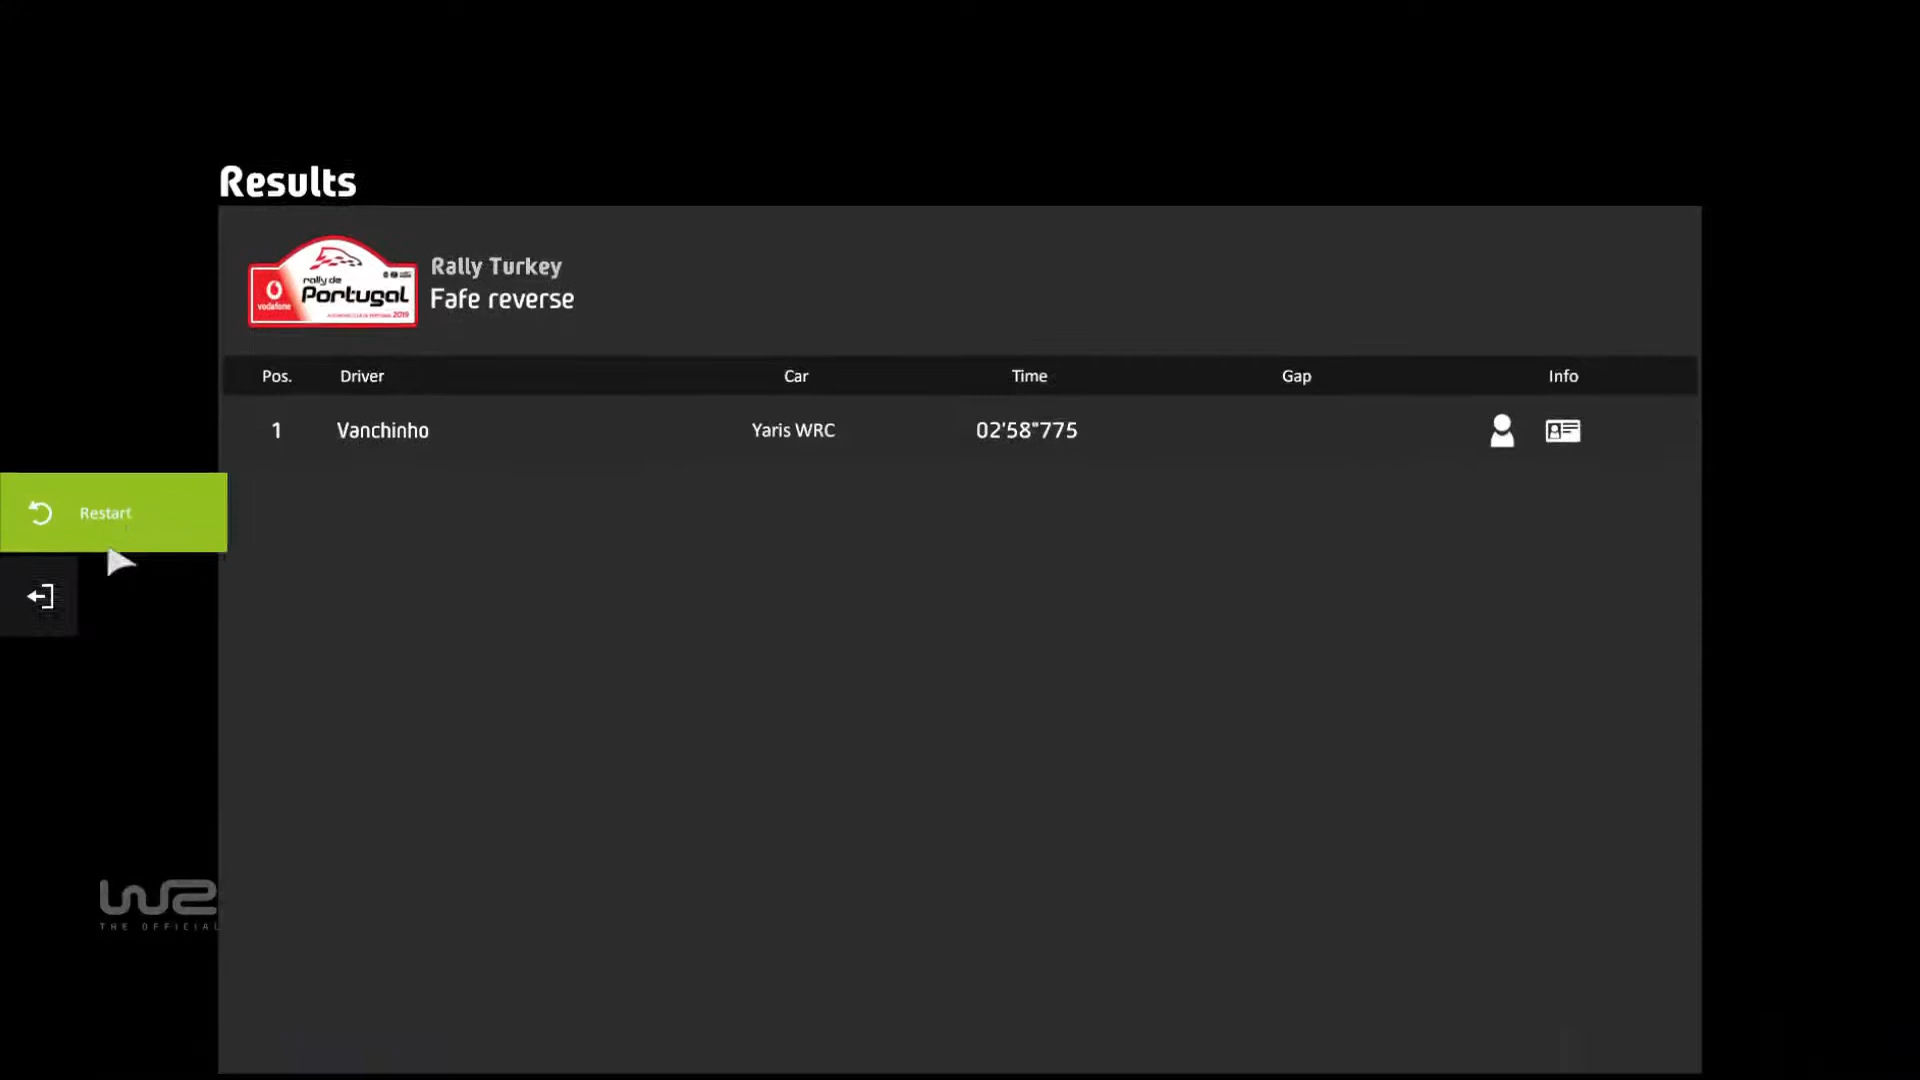 Results
rally de
Portugal
vodafone
2019
Rally Turkey
Fafe reverse
Pos. Driver Car Time Gap Info
1 Vanchinho Yaris WRC 02'58"775
Restart
THE OFFICIAL